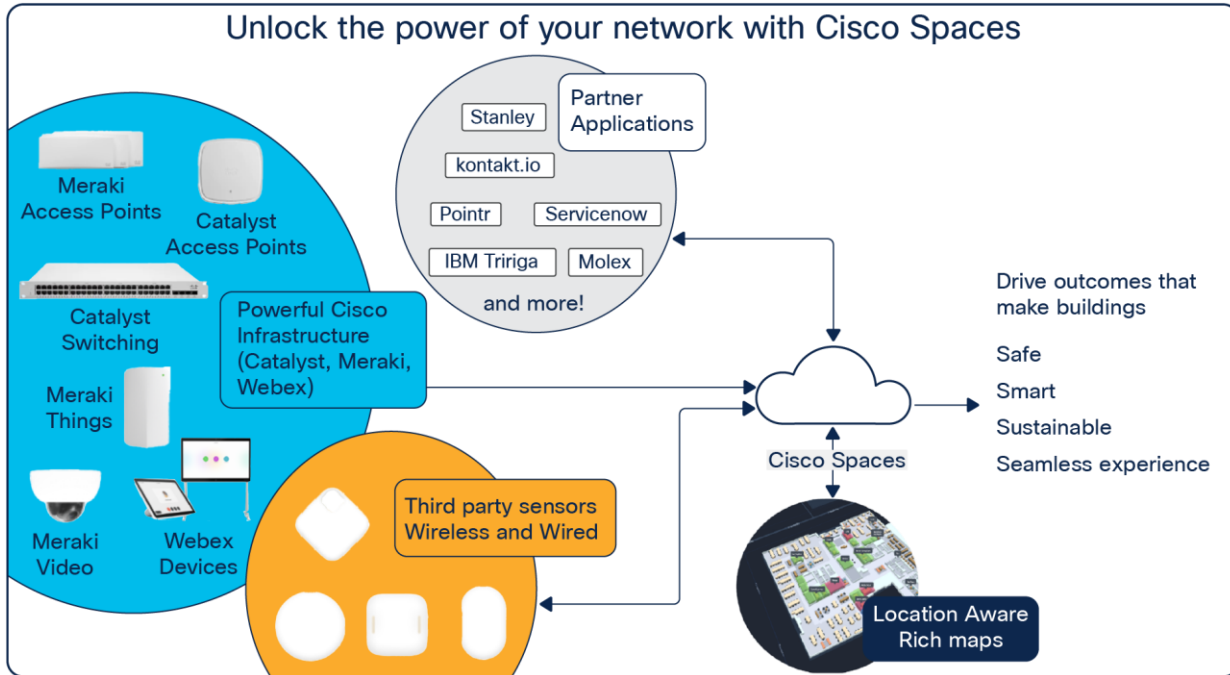 Unlock the power of your network with Cisco Spaces
Meraki
Access Points
Catalyst
Access Points
Catalyst
Switching
Meraki
Things
Meraki
Video
Webex
Devices
Powerful Cisco
Infrastructure
(Catalyst, Meraki,
Webex)
Partner
Applications
Stanley
kontakt.io
Pointr
Servicenow
IBM Tririga
Molex
and more!
Third party sensors
Wireless and Wired
Cisco Spaces
Location Aware
Rich maps
Drive outcomes that
make buildings
Safe
Smart
Sustainable
Seamless experience